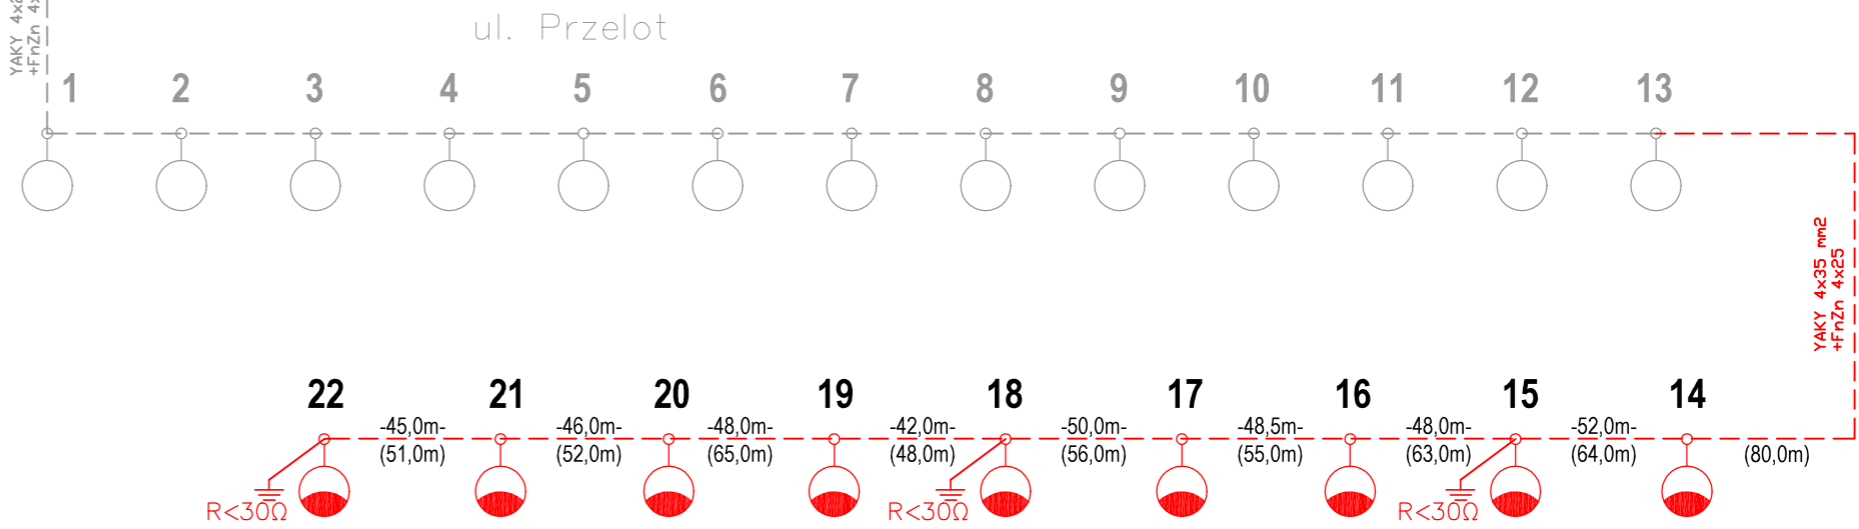 YAKY
+FnZn
ul. Przelot
1 2 3 4 5 6 7 8 9 10 11 12 13
YAKY 4x35 mm2
+FnZn 4x25
22 21 20 19 18 17 16 15 14
-45,0m- -46,0m- -48,0m- -42,0m- -50,0m- -48,5m- -48,0m- -52,0m-
(51,0m) (52,0m) (65,0m) (48,0m) (56,0m) (55,0m) (63,0m) (64,0m) (80,0m)
R<30Ω R<30Ω R<30Ω